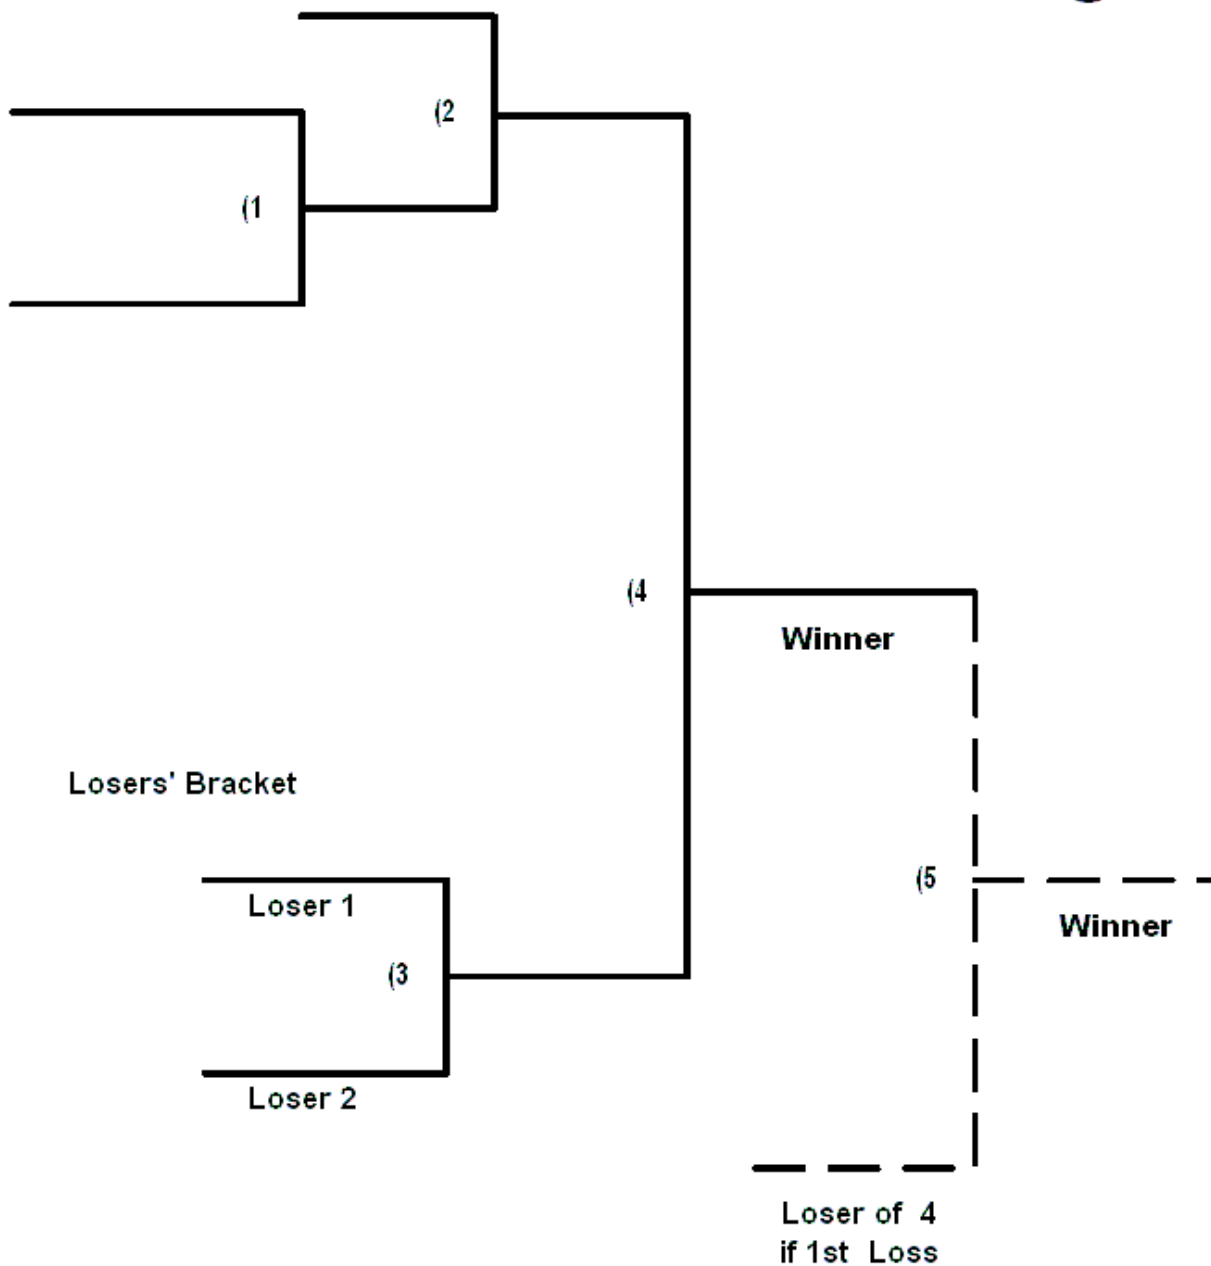 (2
(1
(4
Winner
Losers' Bracket
(5
Loser 1
Winner
(3
Loser 2
Loser of 4
if 1st Loss